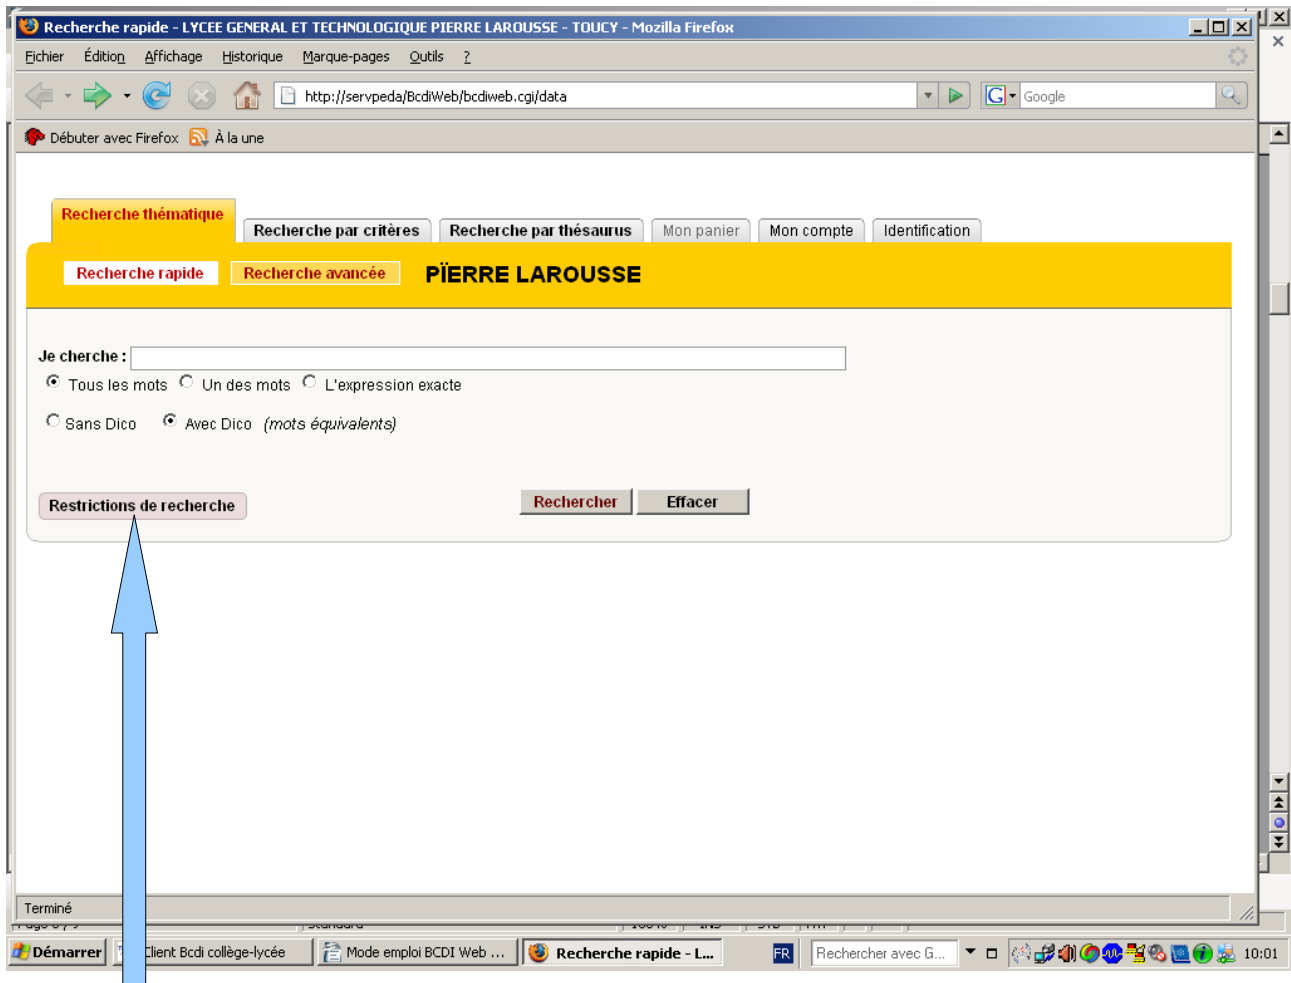 Recherche rapide - LYCEE GENERAL ET TECHNOLOGIQUE PIERRE LAROUSSE - TOUCY - Mozilla Firefox
Fichier Édition Affichage Historique Marque-pages Outils ?
http://servpeda/BcdiWeb/bcdiweb.cgi/data
G Google
Débuter avec Firefox À la une
Recherche thématique Recherche par critères Recherche par thésaurus Mon panier Mon compte Identification
Recherche rapide Recherche avancée PÏERRE LAROUSSE
Je cherche :
Tous les mots Un des mots L'expression exacte
Sans Dico Avec Dico (mots équivalents)
Restrictions de recherche Rechercher Effacer
Terminé
Démarrer Client Bcdi collège-lycée Mode emploi BCDI Web ... Recherche rapide - L... FR Rechercher avec G... 10:01